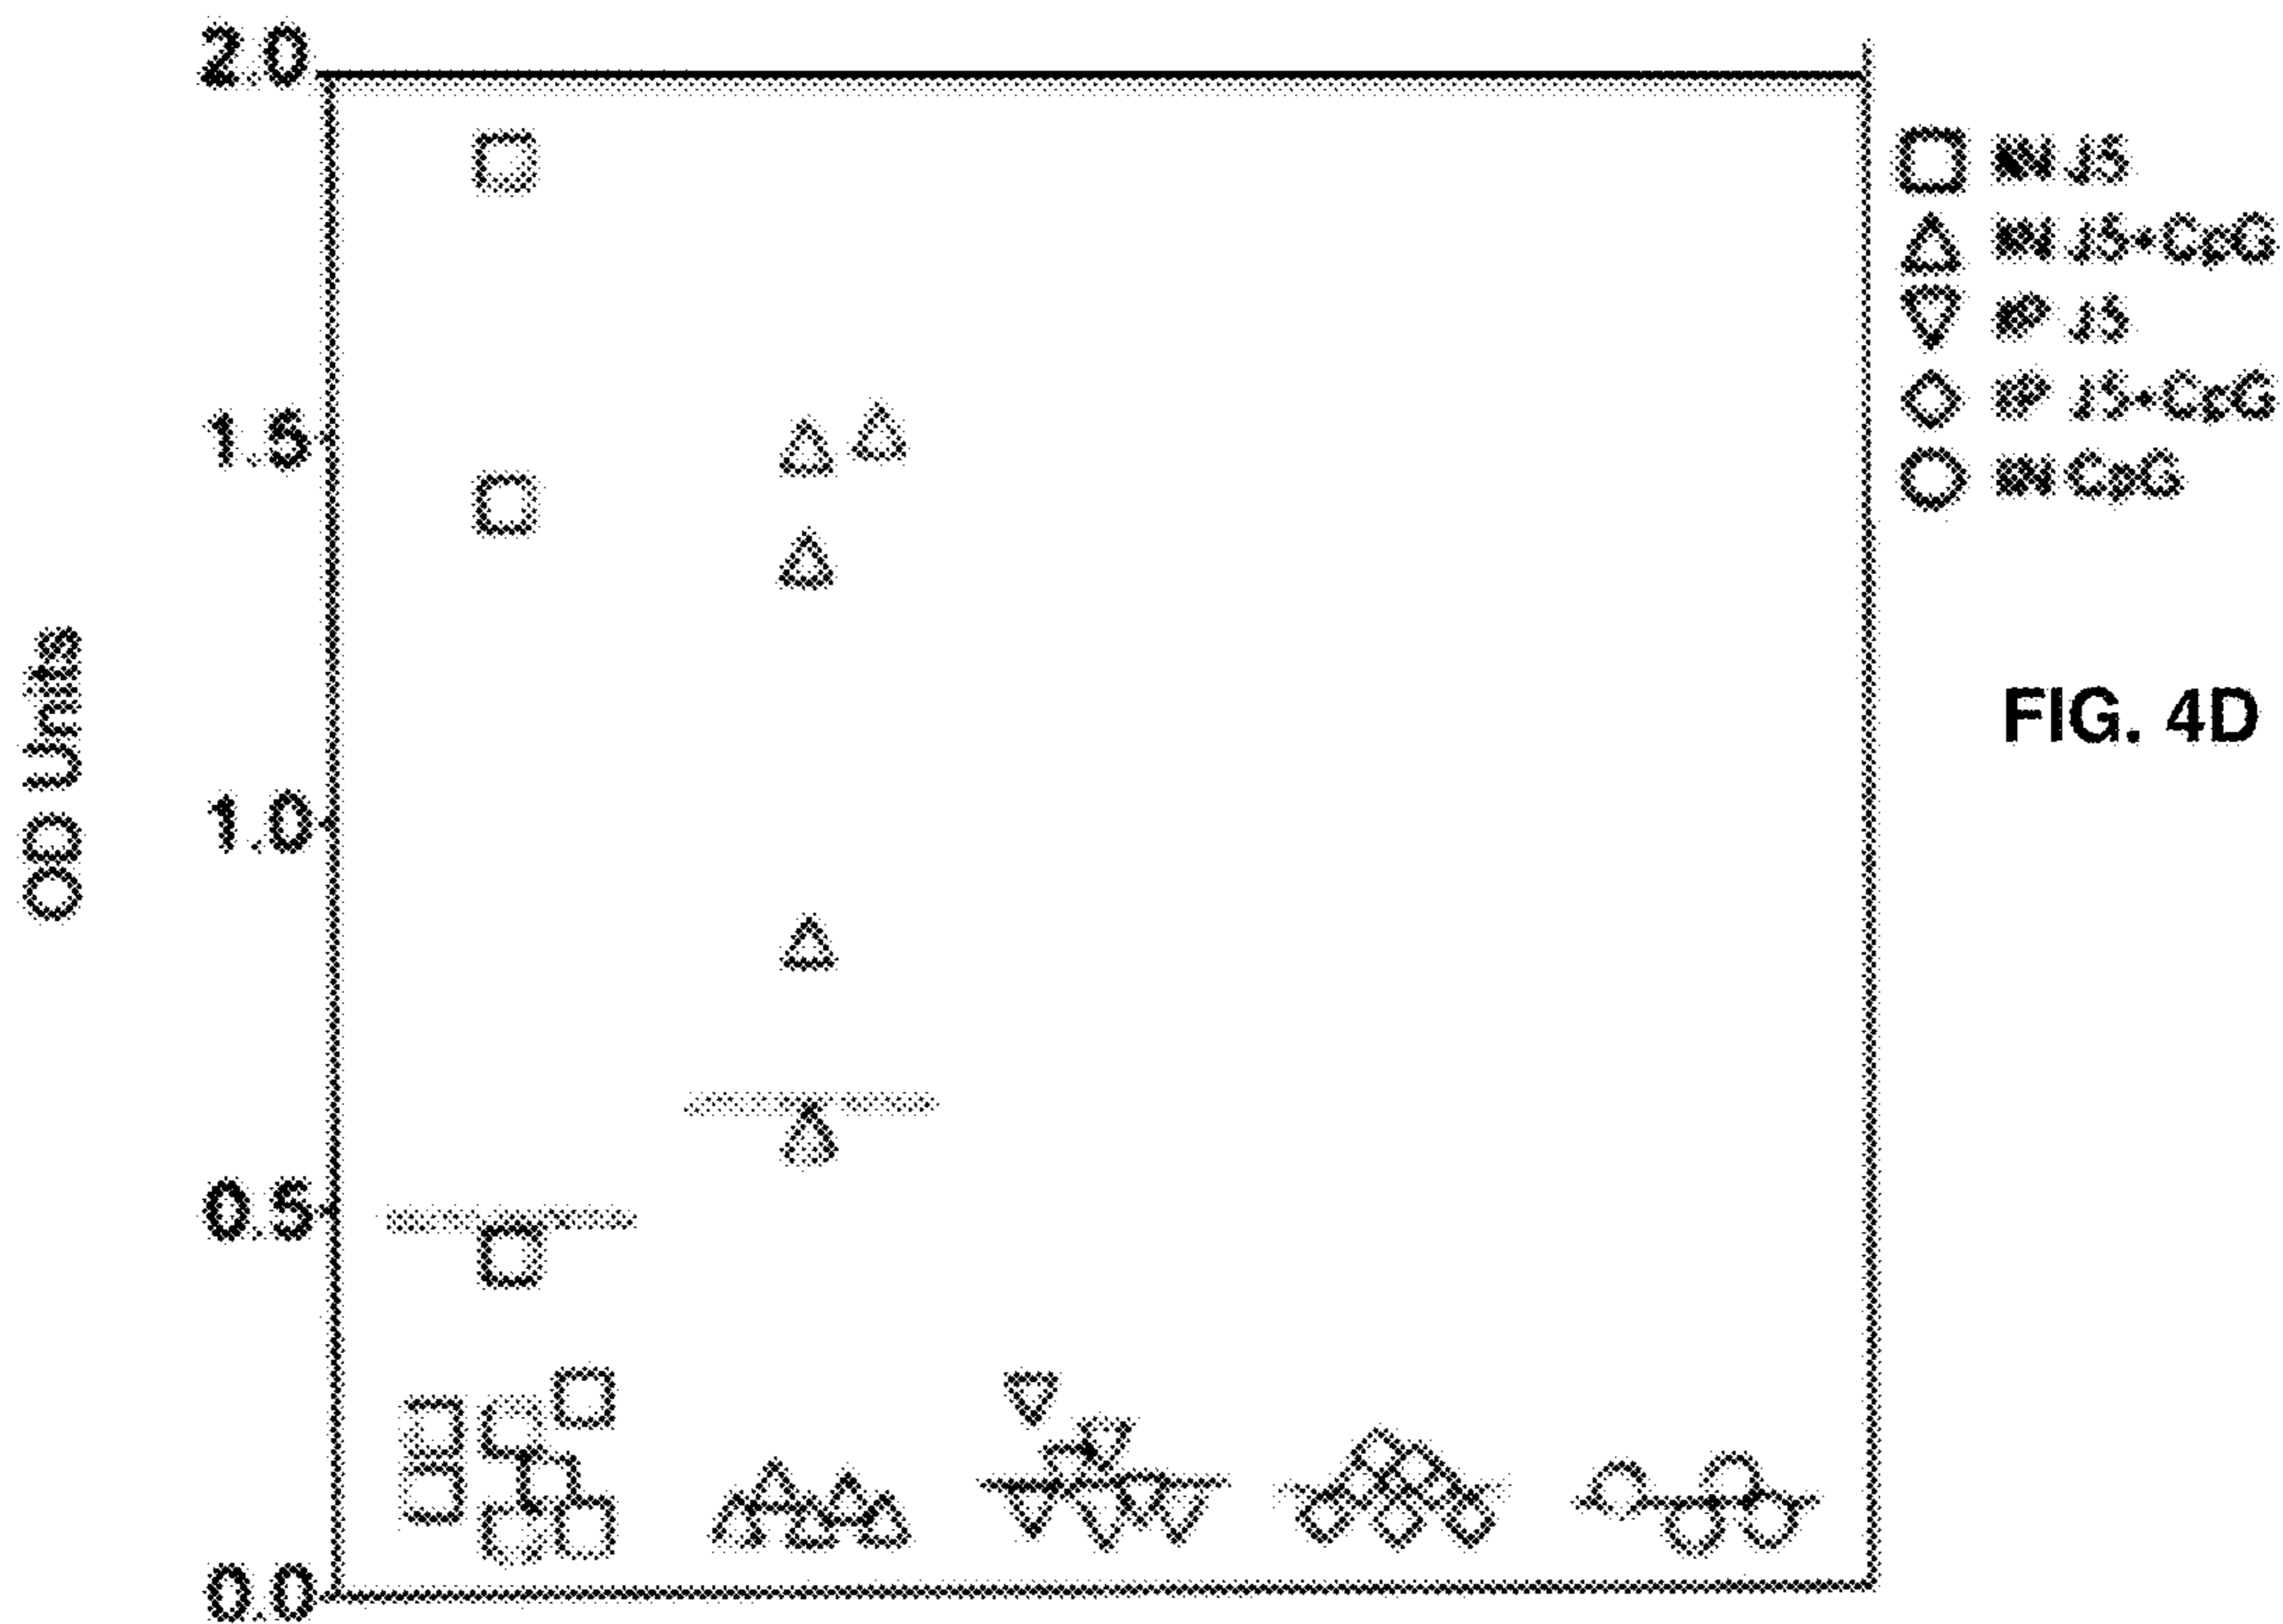 2.0
1.5
1.0
0.5
0.0
OD Units
IN J5
IN J5+CpG
IP J5
IP J5+CpG
IN CpG
FIG. 4D